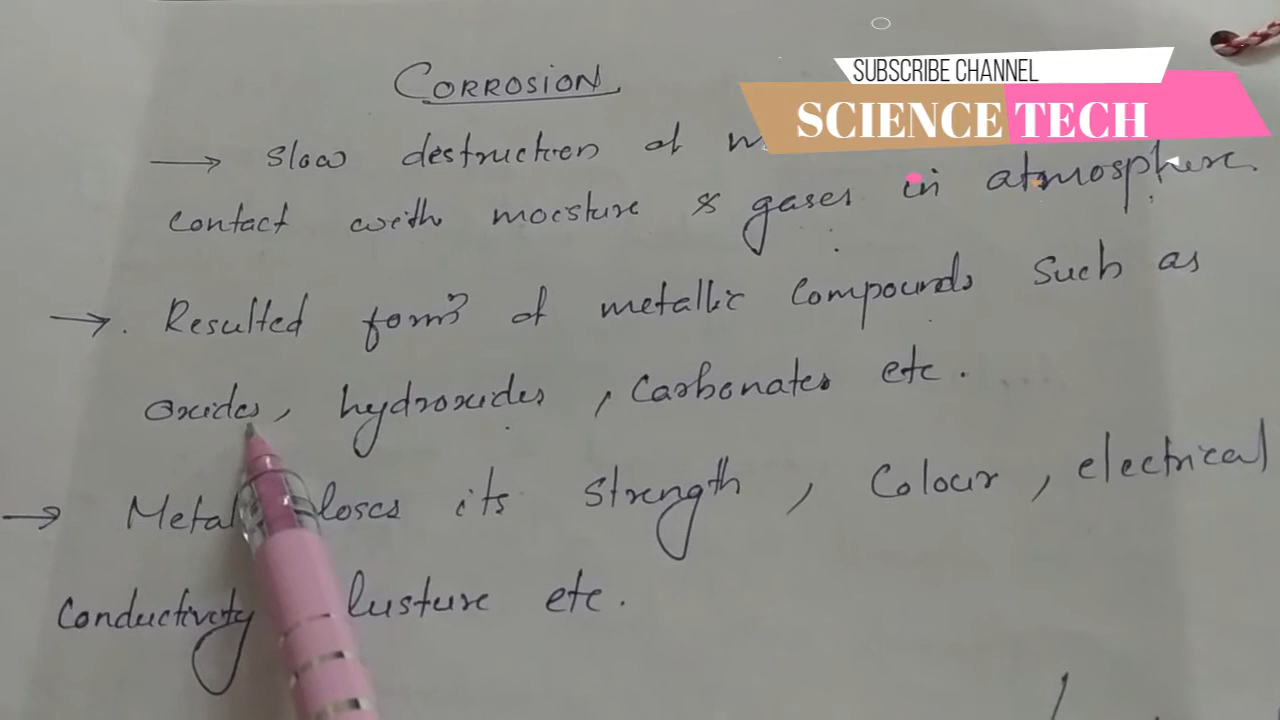 CORROSION
SUBSCRIBE CHANNEL
SCIENCE TECH
→ Slow destruction of
contact with moisture & gases in atmosphere.
→. Resulted formn of metallic compounds such as
oxides, hydroxides, Carbonates etc.
→ Metal loses its strength, Colour, electrical
conductivity lusture etc.